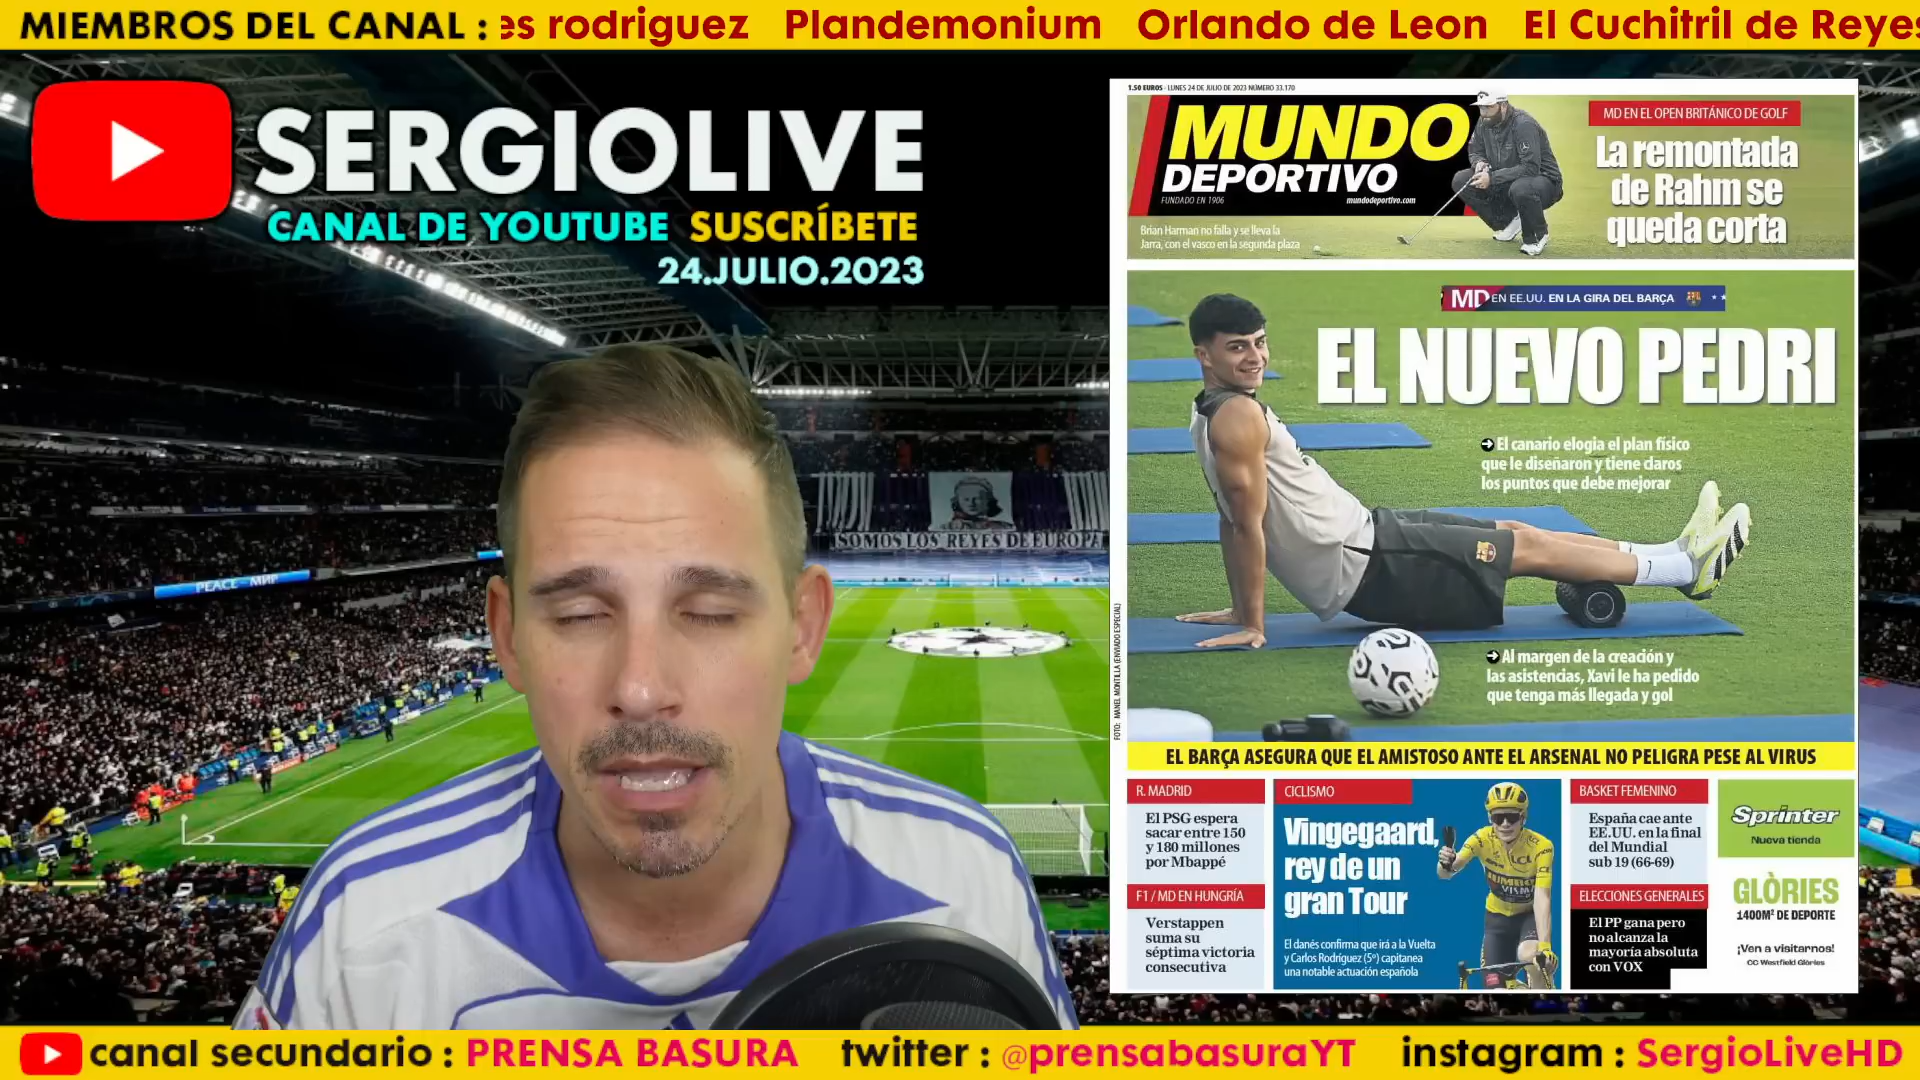 MIEMBROS DEL CANAL : es rodriguez Plandemonium Orlando de Leon El Cuchitril de Reyes
SERGIOLIVE
CANAL DE YOUTUBE SUSCRÍBETE
24.JULIO.2023
SOMOS LOS REYES DE EUROPA
PEACE - МИР
1.50 EUROS · LUNES 24 DE JULIO DE 2023 NÚMERO 33.170
MUNDO
DEPORTIVO
FUNDADO EN 1906 mundodeportivo.com
Brian Harman no falla y se lleva la
Jarra, con el vasco en la segunda plaza
MD EN EL OPEN BRITÁNICO DE GOLF
La remontada
de Rahm se
queda corta
MD EN EE.UU. EN LA GIRA DEL BARÇA
EL NUEVO PEDRI
El canario elogia el plan físico
que le diseñaron y tiene claros
los puntos que debe mejorar
Al margen de la creación y
las asistencias, Xavi le ha pedido
que tenga más llegada y gol
FOTO: MANEL MONTILLA (ENVIADO ESPECIAL)
EL BARÇA ASEGURA QUE EL AMISTOSO ANTE EL ARSENAL NO PELIGRA PESE AL VIRUS
R. MADRID
El PSG espera
sacar entre 150
y 180 millones
por Mbappé
F1 / MD EN HUNGRÍA
Verstappen
suma su
séptima victoria
consecutiva
CICLISMO
Vingegaard,
rey de un
gran Tour
El danés confirma que irá a la Vuelta
y Carlos Rodríguez (5º) capitanea
una notable actuación española
BASKET FEMENINO
España cae ante
EE.UU. en la final
del Mundial
sub 19 (66-69)
ELECCIONES GENERALES
El PP gana pero
no alcanza la
mayoría absoluta
con VOX
Sprinter
Nueva tienda
GLÒRIES
1400M² DE DEPORTE
¡Ven a visitarnos!
CC Westfield Glòries
canal secundario : PRENSA BASURA twitter : @prensabasuraYT instagram : SergioLiveHD